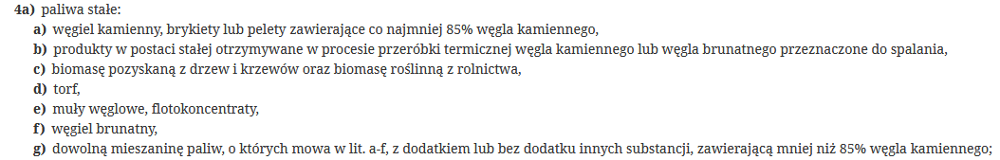 4a) paliwa stałe:
a) węgiel kamienny, brykiety lub pelety zawierające co najmniej 85% węgla kamiennego,
b) produkty w postaci stałej otrzymywane w procesie przeróbki termicznej węgla kamiennego lub węgla brunatnego przeznaczone do spalania,
c) biomasę pozyskaną z drzew i krzewów oraz biomasę roślinną z rolnictwa,
d) torf,
e) muły węglowe, flotokoncentraty,
f) węgiel brunatny,
g) dowolną mieszaninę paliw, o których mowa w lit. a-f, z dodatkiem lub bez dodatku innych substancji, zawierającą mniej niż 85% węgla kamiennego;